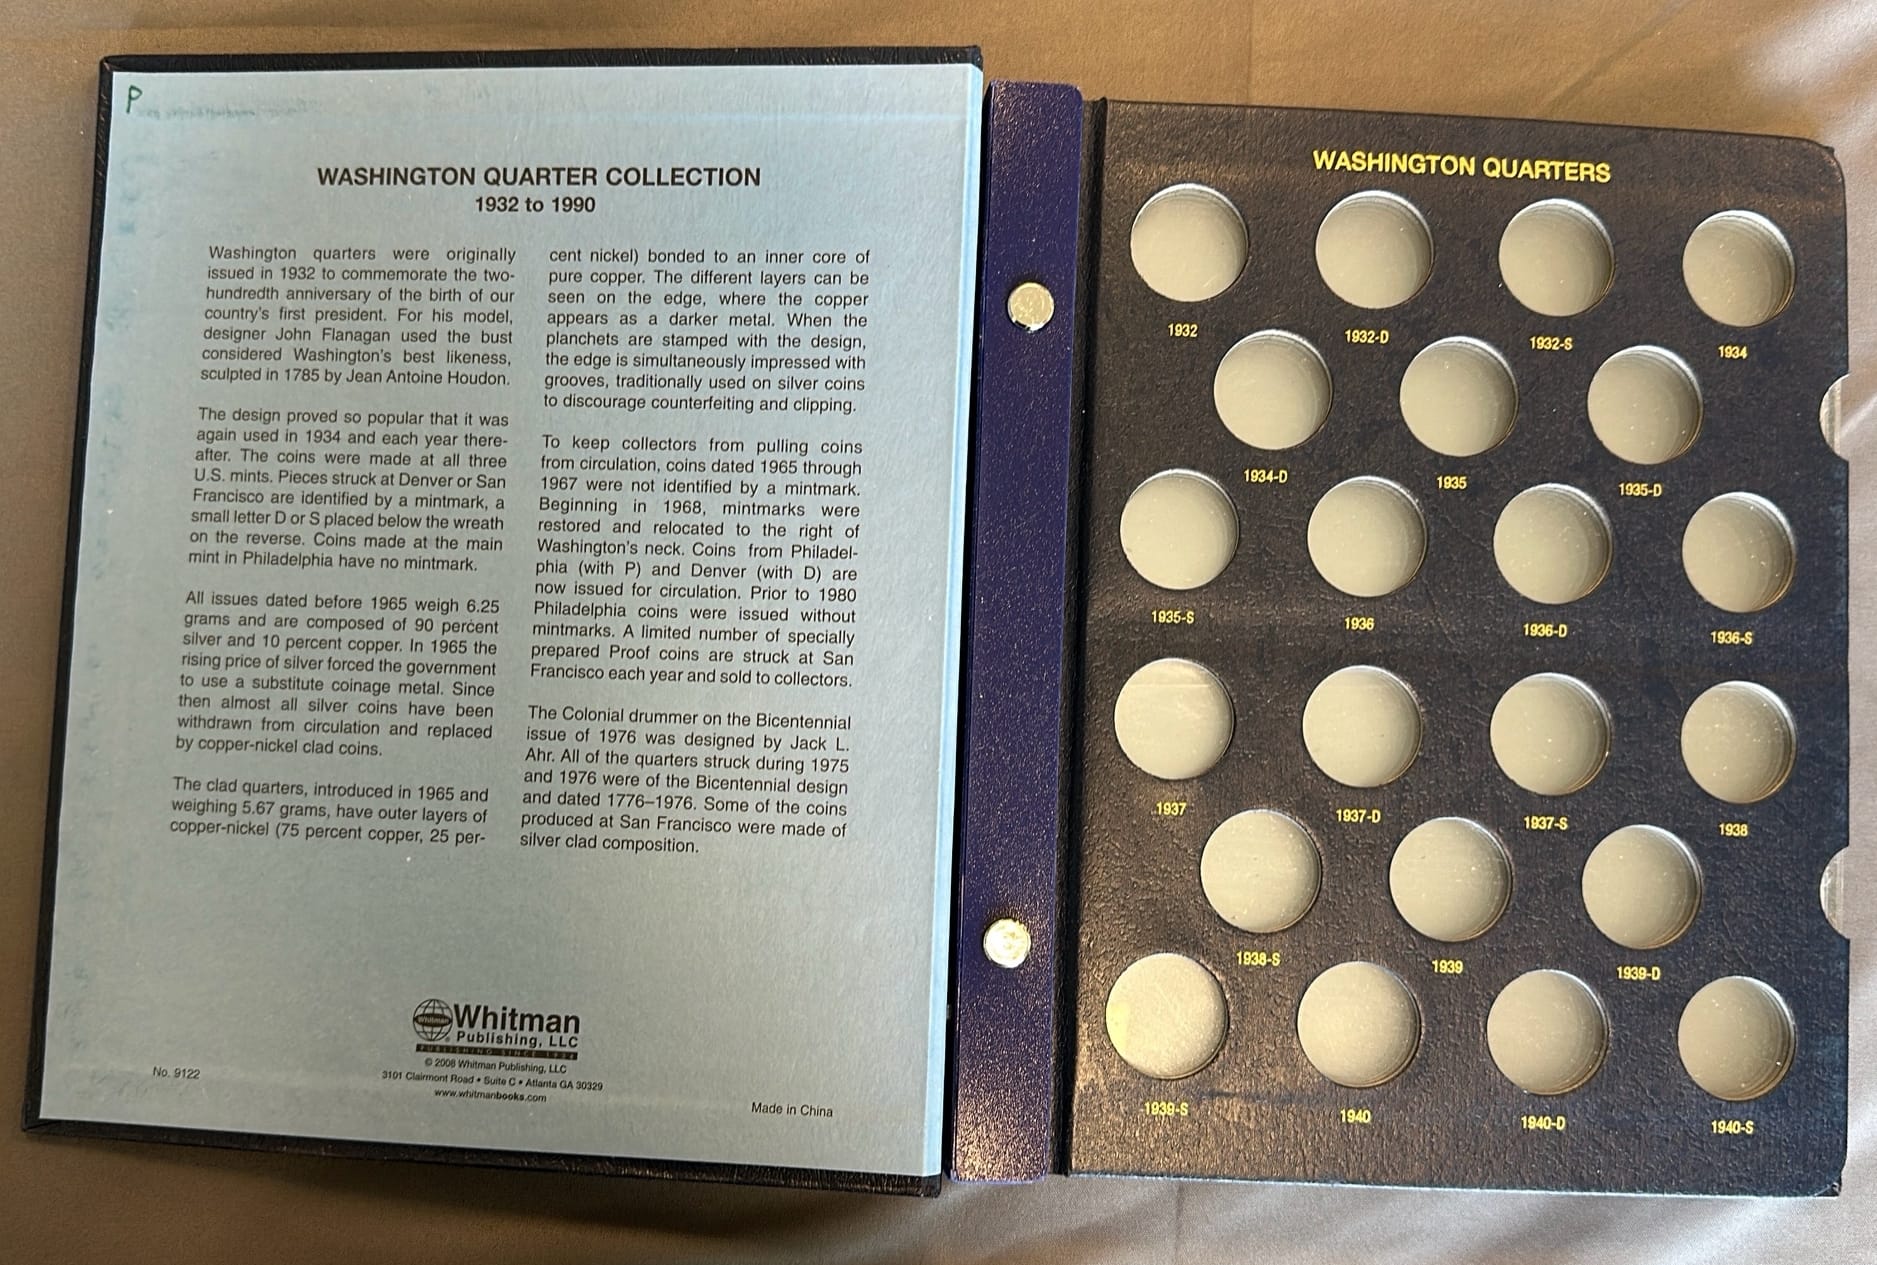 P
WASHINGTON QUARTER COLLECTION
1932 to 1990
Washington quarters were originally
issued in 1932 to commemorate the two-
hundredth anniversary of the birth of our
country's first president. For his model,
designer John Flanagan used the bust
considered Washington's best likeness,
sculpted in 1785 by Jean Antoine Houdon.
The design proved so popular that it was
again used in 1934 and each year there-
after. The coins were made at all three
U.S. mints. Pieces struck at Denver or San
Francisco are identified by a mintmark, a
small letter D or S placed below the wreath
on the reverse. Coins made at the main
mint in Philadelphia have no mintmark.
All issues dated before 1965 weigh 6.25
grams and are composed of 90 percent
silver and 10 percent copper. In 1965 the
rising price of silver forced the government
to use a substitute coinage metal. Since
then almost all silver coins have been
withdrawn from circulation and replaced
by copper-nickel clad coins.
The clad quarters, introduced in 1965 and
weighing 5.67 grams, have outer layers of
copper-nickel (75 percent copper, 25 per-
cent nickel) bonded to an inner core of
pure copper. The different layers can be
seen on the edge, where the copper
appears as a darker metal. When the
planchets are stamped with the design,
the edge is simultaneously impressed with
grooves, traditionally used on silver coins
to discourage counterfeiting and clipping.
To keep collectors from pulling coins
from circulation, coins dated 1965 through
1967 were not identified by a mintmark.
Beginning in 1968, mintmarks were
restored and relocated to the right of
Washington's neck. Coins from Philadel-
phia (with P) and Denver (with D) are
now issued for circulation. Prior to 1980
Philadelphia coins were issued without
mintmarks. A limited number of specially
prepared Proof coins are struck at San
Francisco each year and sold to collectors.
The Colonial drummer on the Bicentennial
issue of 1976 was designed by Jack L.
Ahr. All of the quarters struck during 1975
and 1976 were of the Bicentennial design
and dated 1776–1976. Some of the coins
produced at San Francisco were made of
silver clad composition.
Whitman
Whitman
Publishing, LLC
PUBLISHING SINCE 1934
© 2008 Whitman Publishing, LLC
3101 Clairmont Road • Suite C • Atlanta GA 30329
www.whitmanbooks.com
No. 9122
Made in China
WASHINGTON QUARTERS
1932 1932-D 1932-S 1934
1934-D 1935 1935-D
1935-S 1936 1936-D 1936-S
1937 1937-D 1937-S 1938
1938-S 1939 1939-D
1939-S 1940 1940-D 1940-S